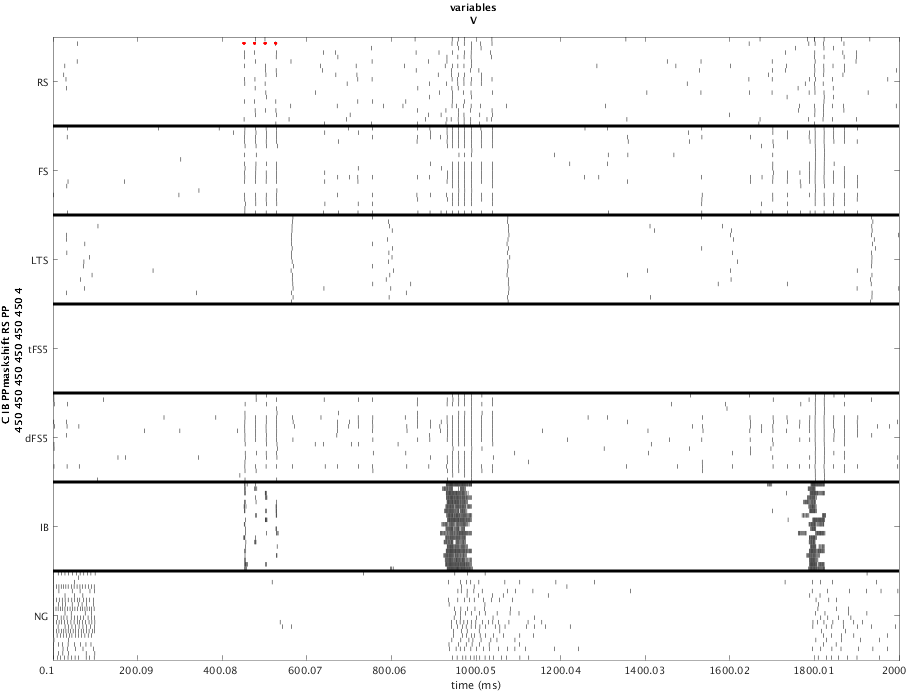 variables
V
C IB PPmaskshift RS PP
450 450 450 450 450 450 4
RS
FS
LTS
tFS5
dFS5
IB
NG
0.1 200.09 400.08 600.07 800.06 1000.05 1200.04 1400.03 1600.02 1800.01 2000
time (ms)